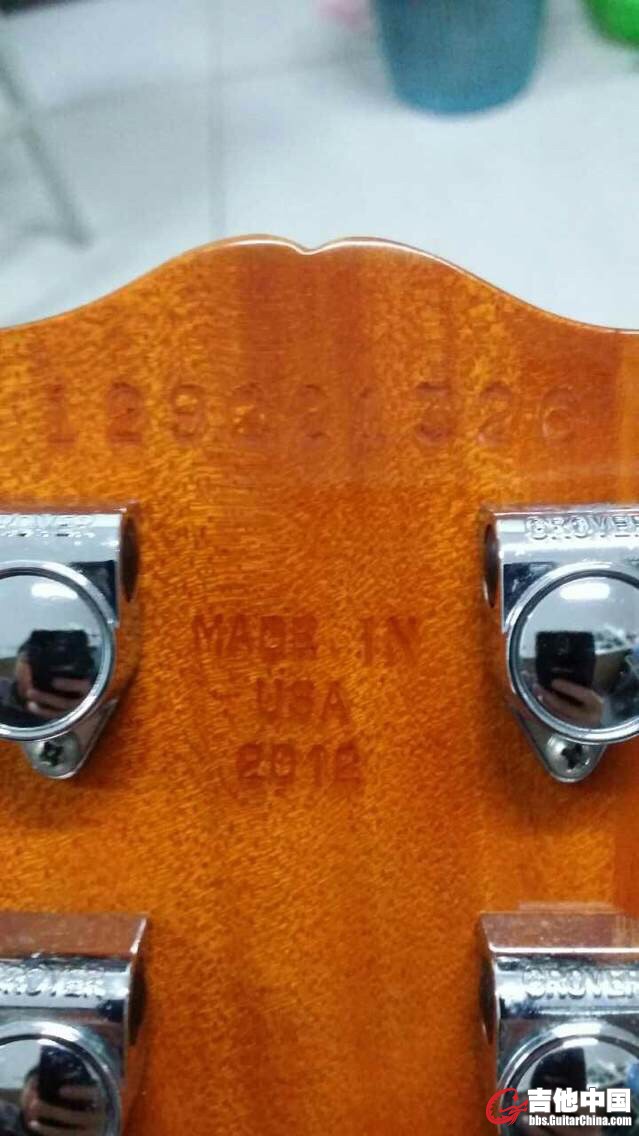 GROVER
MADE IN
USA
2012
GROVER
吉他中国
bbs.GuitarChina.com